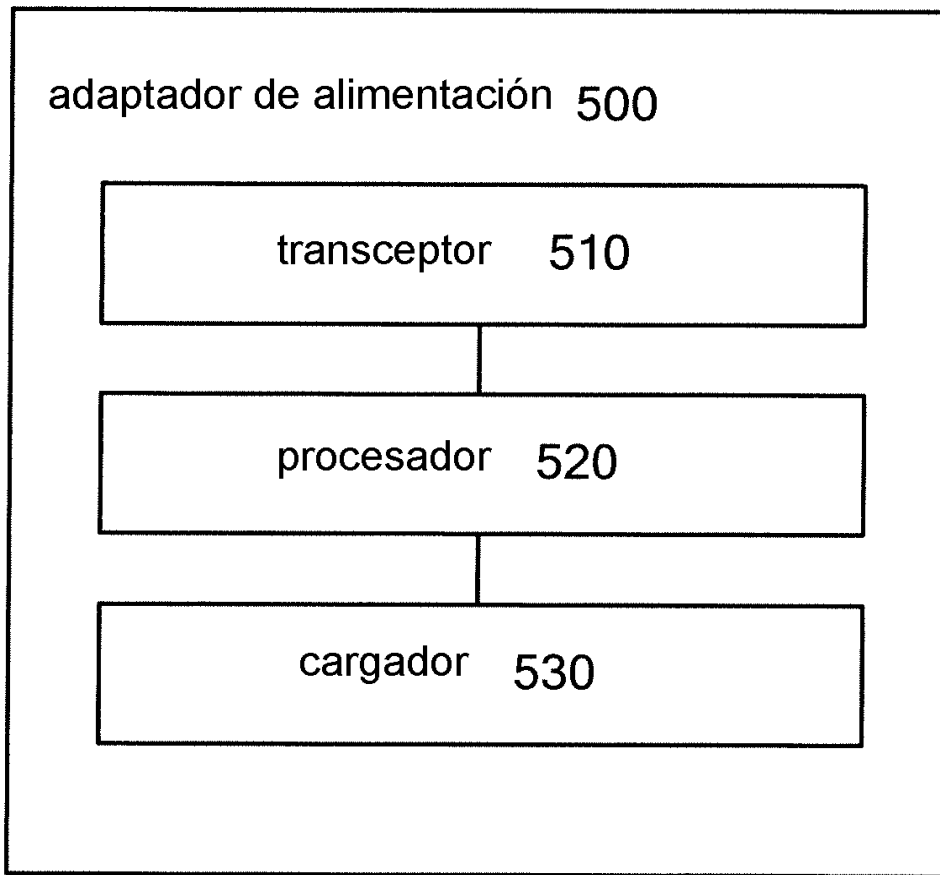 adaptador de alimentación 500
transceptor 510
procesador 520
cargador 530